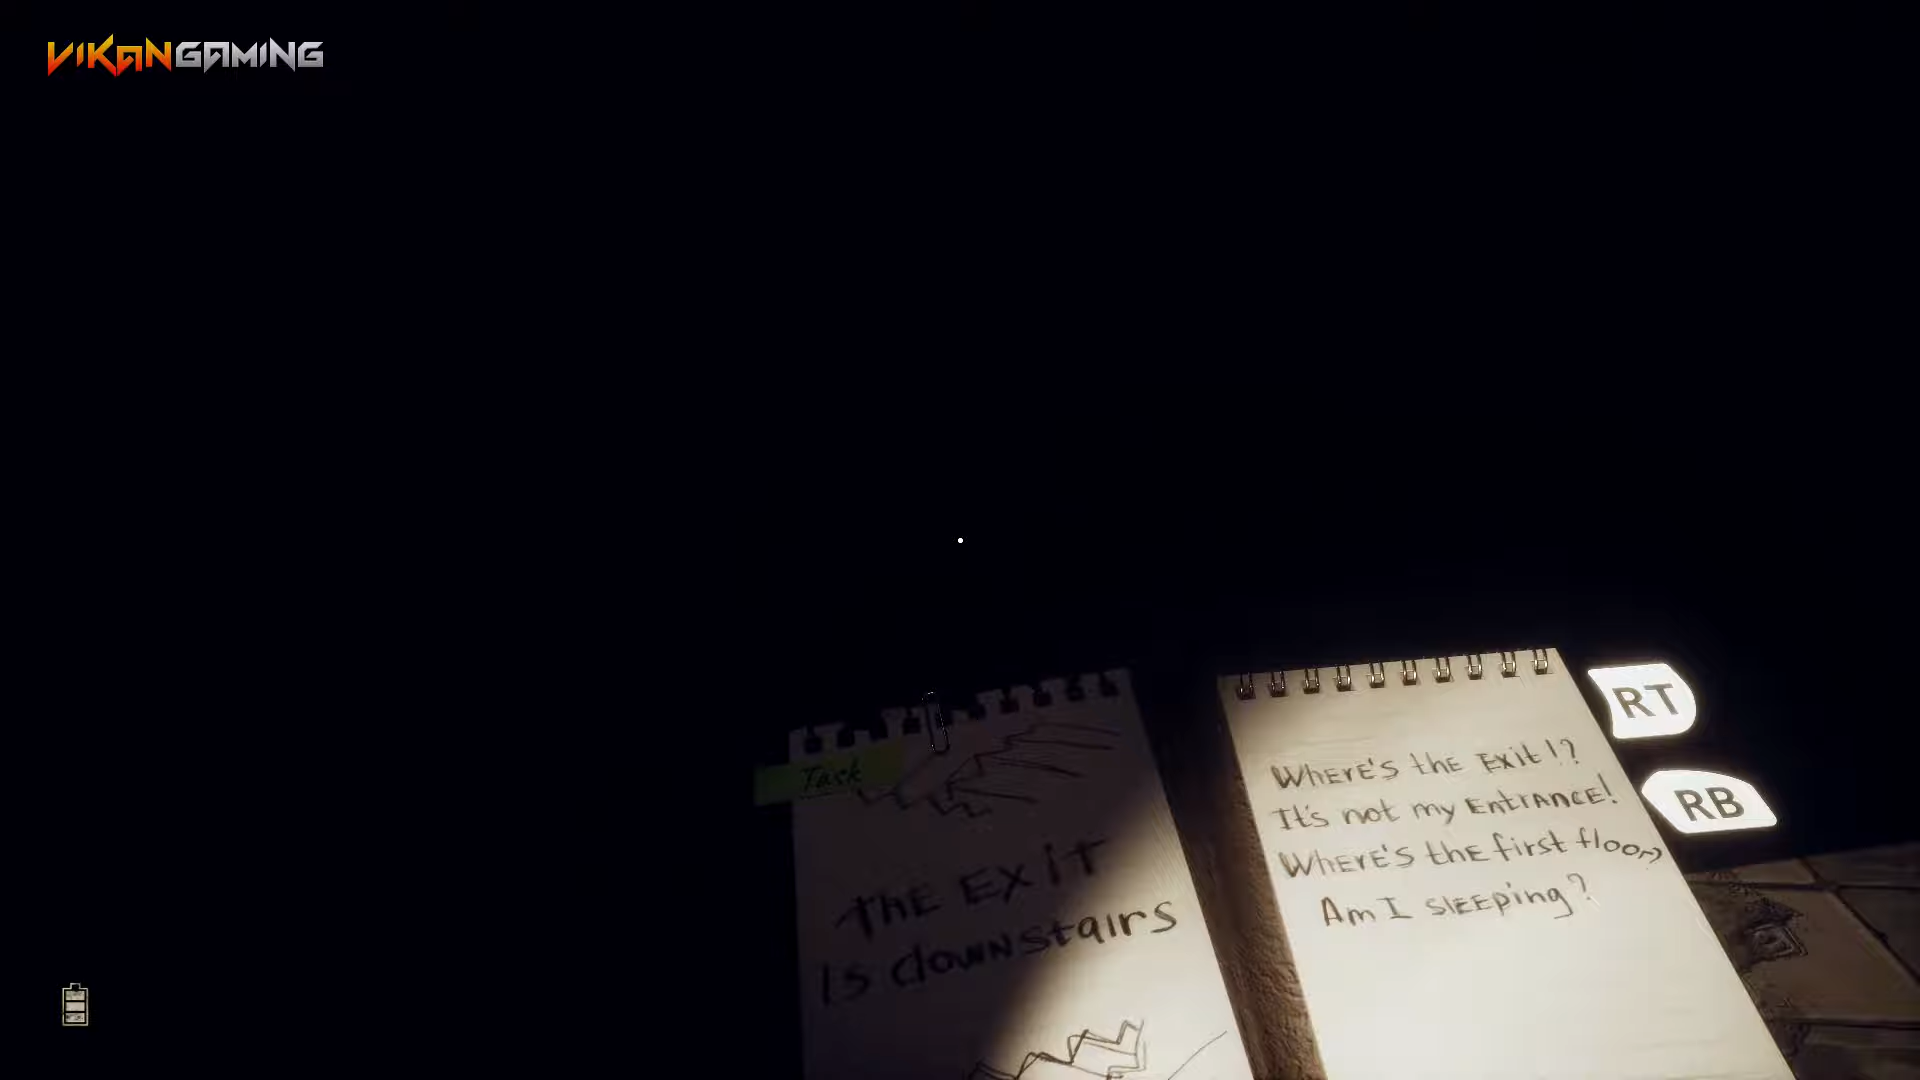 VIKANGAMING
Task
THE EXIT
IS downstairs
WHERE'S the Exit!?
It's not my ENTRANCE!
WHERE'S the first floor?
Am I SLEEPING?
RT
RB